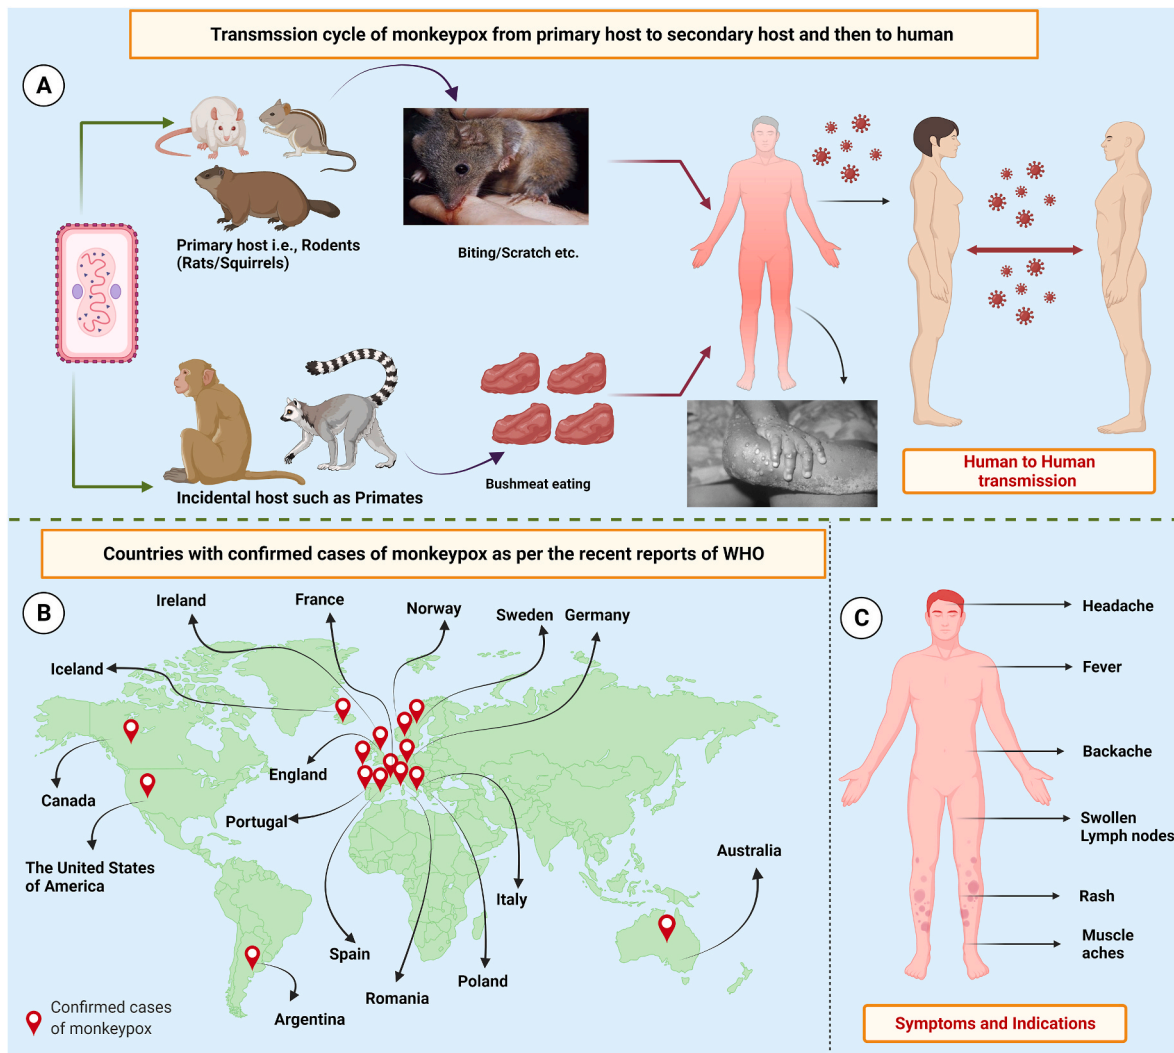 Transmssion cycle of monkeypox from primary host to secondary host and then to human
A
Primary host i.e., Rodents
(Rats/Squirrels)
Biting/Scratch etc.
Incidental host such as Primates
Bushmeat eating
Human to Human
transmission
Countries with confirmed cases of monkeypox as per the recent reports of WHO
B
Ireland
France
Norway
Sweden
Germany
Iceland
England
Canada
Portugal
The United States
of America
Australia
Italy
Spain
Poland
Romania
Argentina
Confirmed cases
of monkeypox
C
Headache
Fever
Backache
Swollen
Lymph nodes
Rash
Muscle
aches
Symptoms and Indications